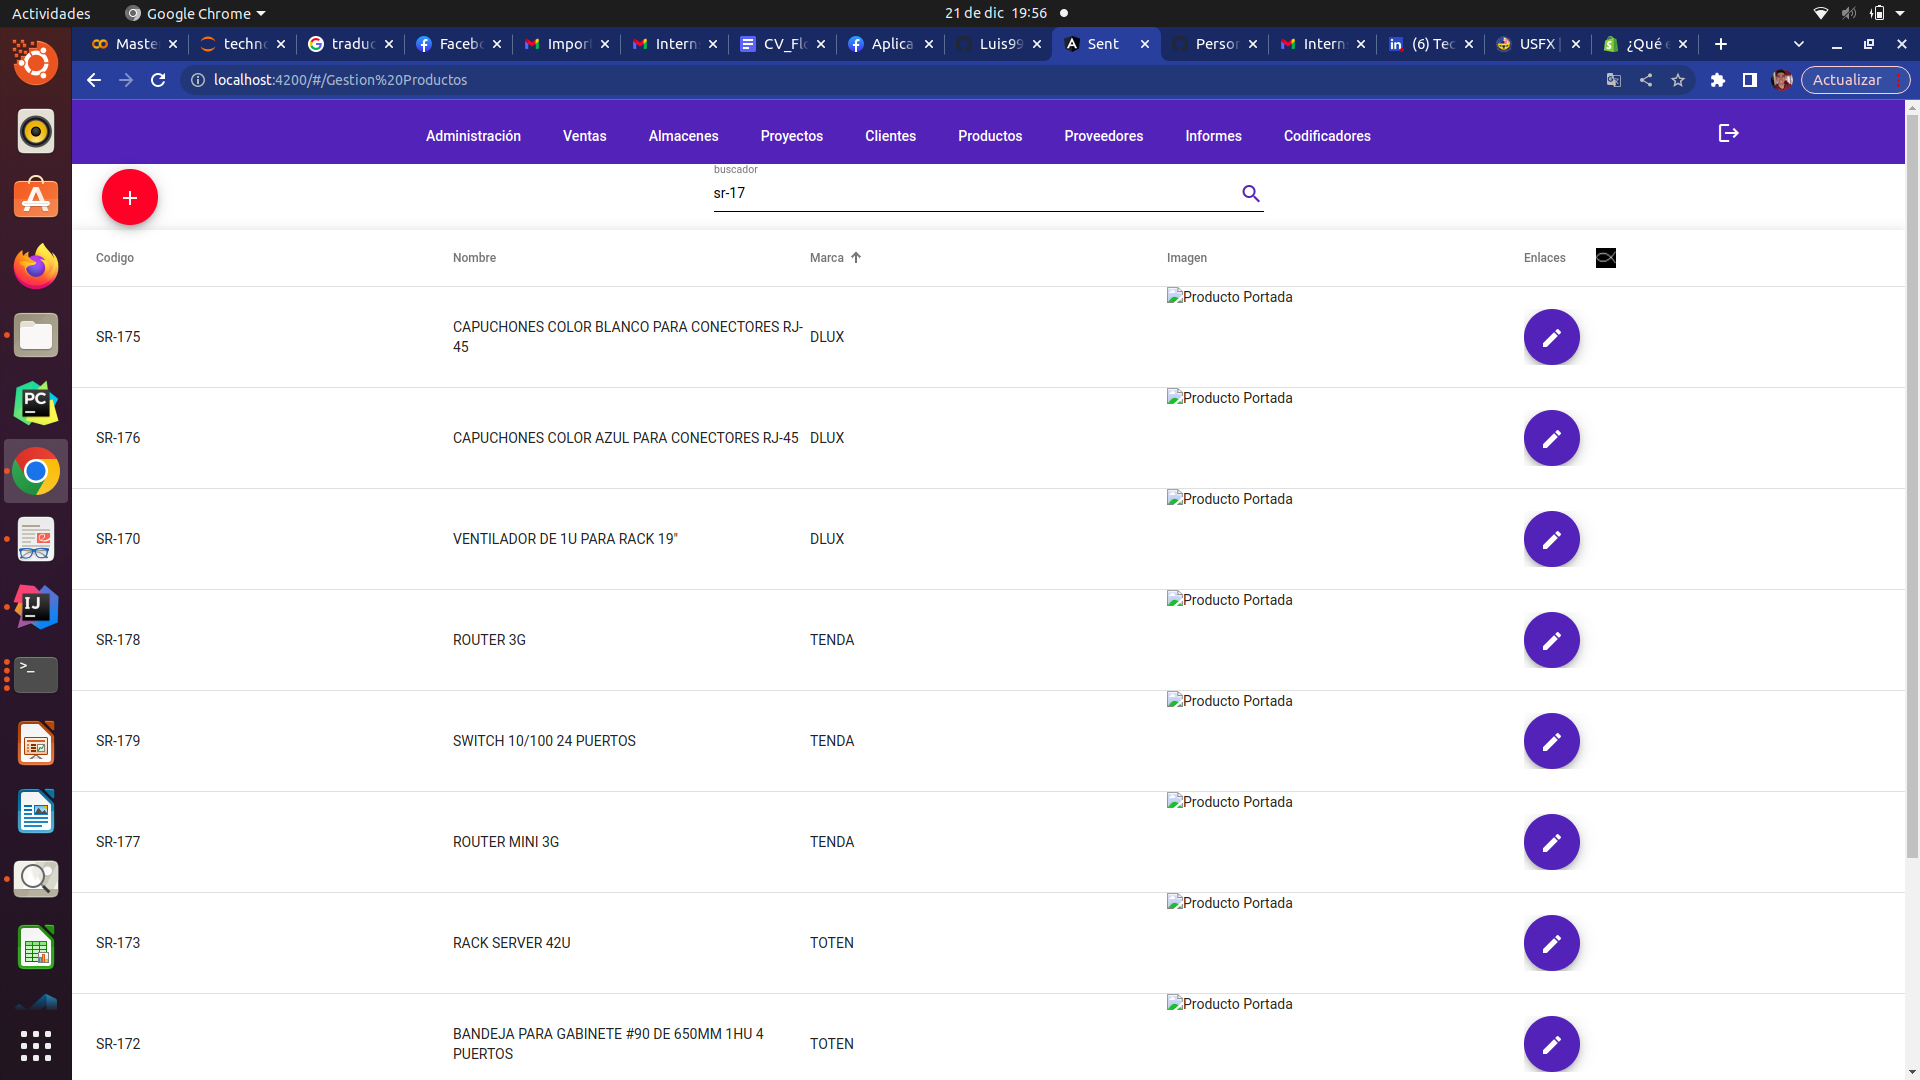 Actividades
Google Chrome
21 de dic 19:56
Maste
techno
traduc
Facebo
Impor
Intern
CV_Flo
Aplica
Luis99
Sent
Person
Intern
(6) Tec
USFX |
¿Qué e
localhost:4200/#/Gestion%20Productos
Actualizar
Administración
Ventas
Almacenes
Proyectos
Clientes
Productos
Proveedores
Informes
Codificadores
buscador
sr-17
Codigo
Nombre
Marca
Imagen
Enlaces
SR-175
CAPUCHONES COLOR BLANCO PARA CONECTORES RJ-
45
DLUX
Producto Portada
SR-176
CAPUCHONES COLOR AZUL PARA CONECTORES RJ-45
DLUX
Producto Portada
SR-170
VENTILADOR DE 1U PARA RACK 19"
DLUX
Producto Portada
SR-178
ROUTER 3G
TENDA
Producto Portada
SR-179
SWITCH 10/100 24 PUERTOS
TENDA
Producto Portada
SR-177
ROUTER MINI 3G
TENDA
Producto Portada
SR-173
RACK SERVER 42U
TOTEN
Producto Portada
SR-172
BANDEJA PARA GABINETE #90 DE 650MM 1HU 4
PUERTOS
TOTEN
Producto Portada
PC
IJ
>_